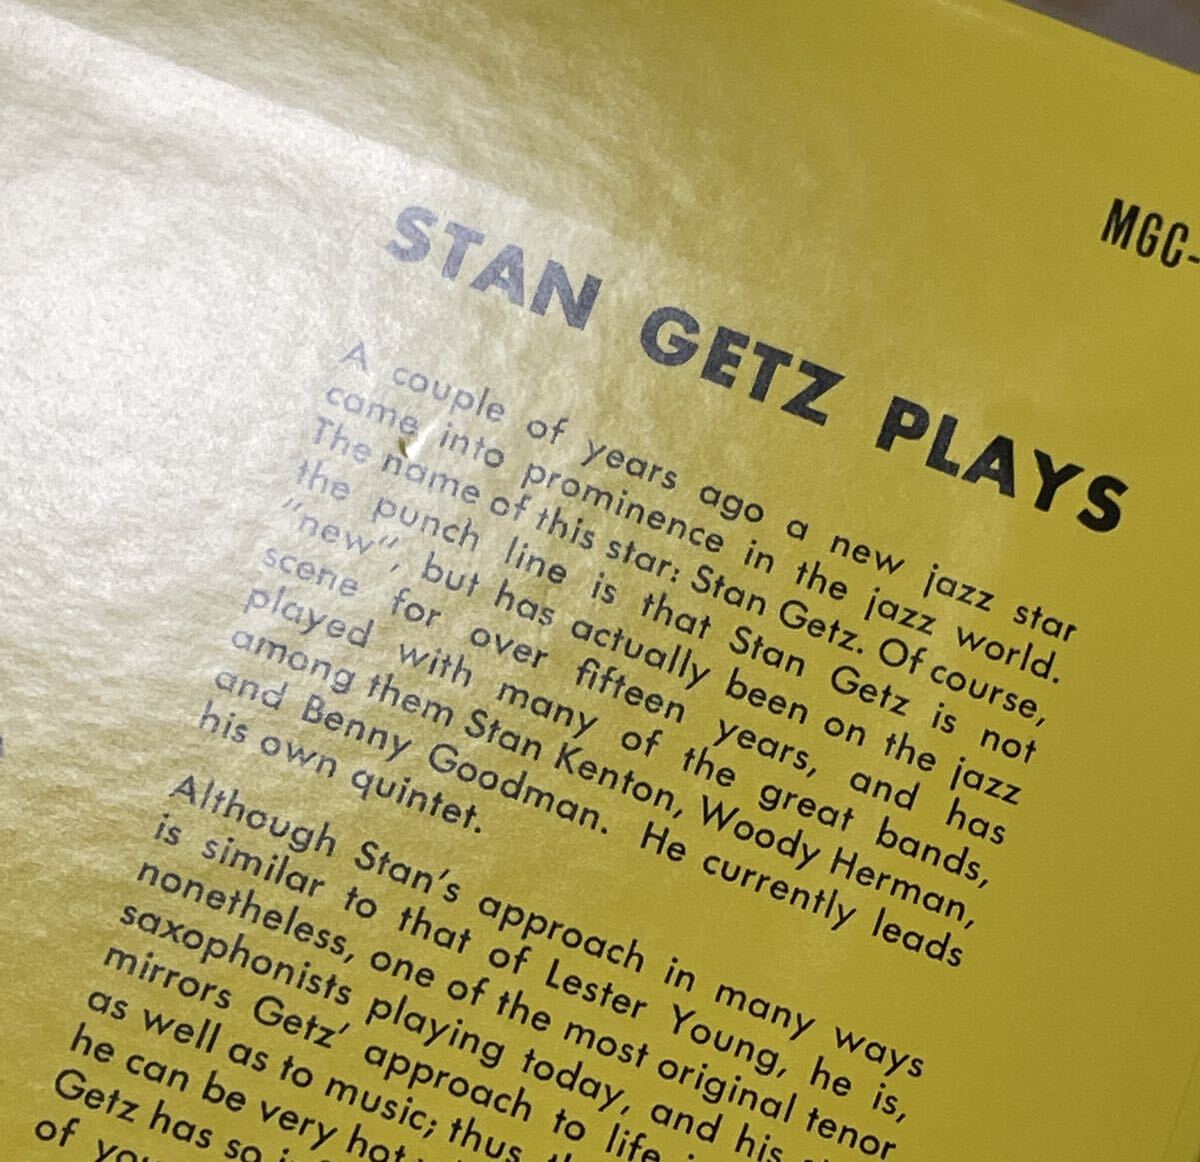 MGC-
STAN GETZ PLAYS
A couple of years ago a new jazz star
came into prominence in the jazz world.
The name of this star: Stan Getz. Of course,
the punch line is that Stan Getz is not
"new", but has actually been on the jazz
scene for over fifteen years, and has
played with many of the great bands,
among them Stan Kenton, Woody Herman,
and Benny Goodman. He currently leads
his own quintet.
Although Stan's approach in many ways
is similar to that of Lester Young, he is,
nonetheless, one of the most original tenor
saxophonists playing today, and his
mirrors Getz' approach to life
as well as to music; thus
he can be very hot
Getz has so
of